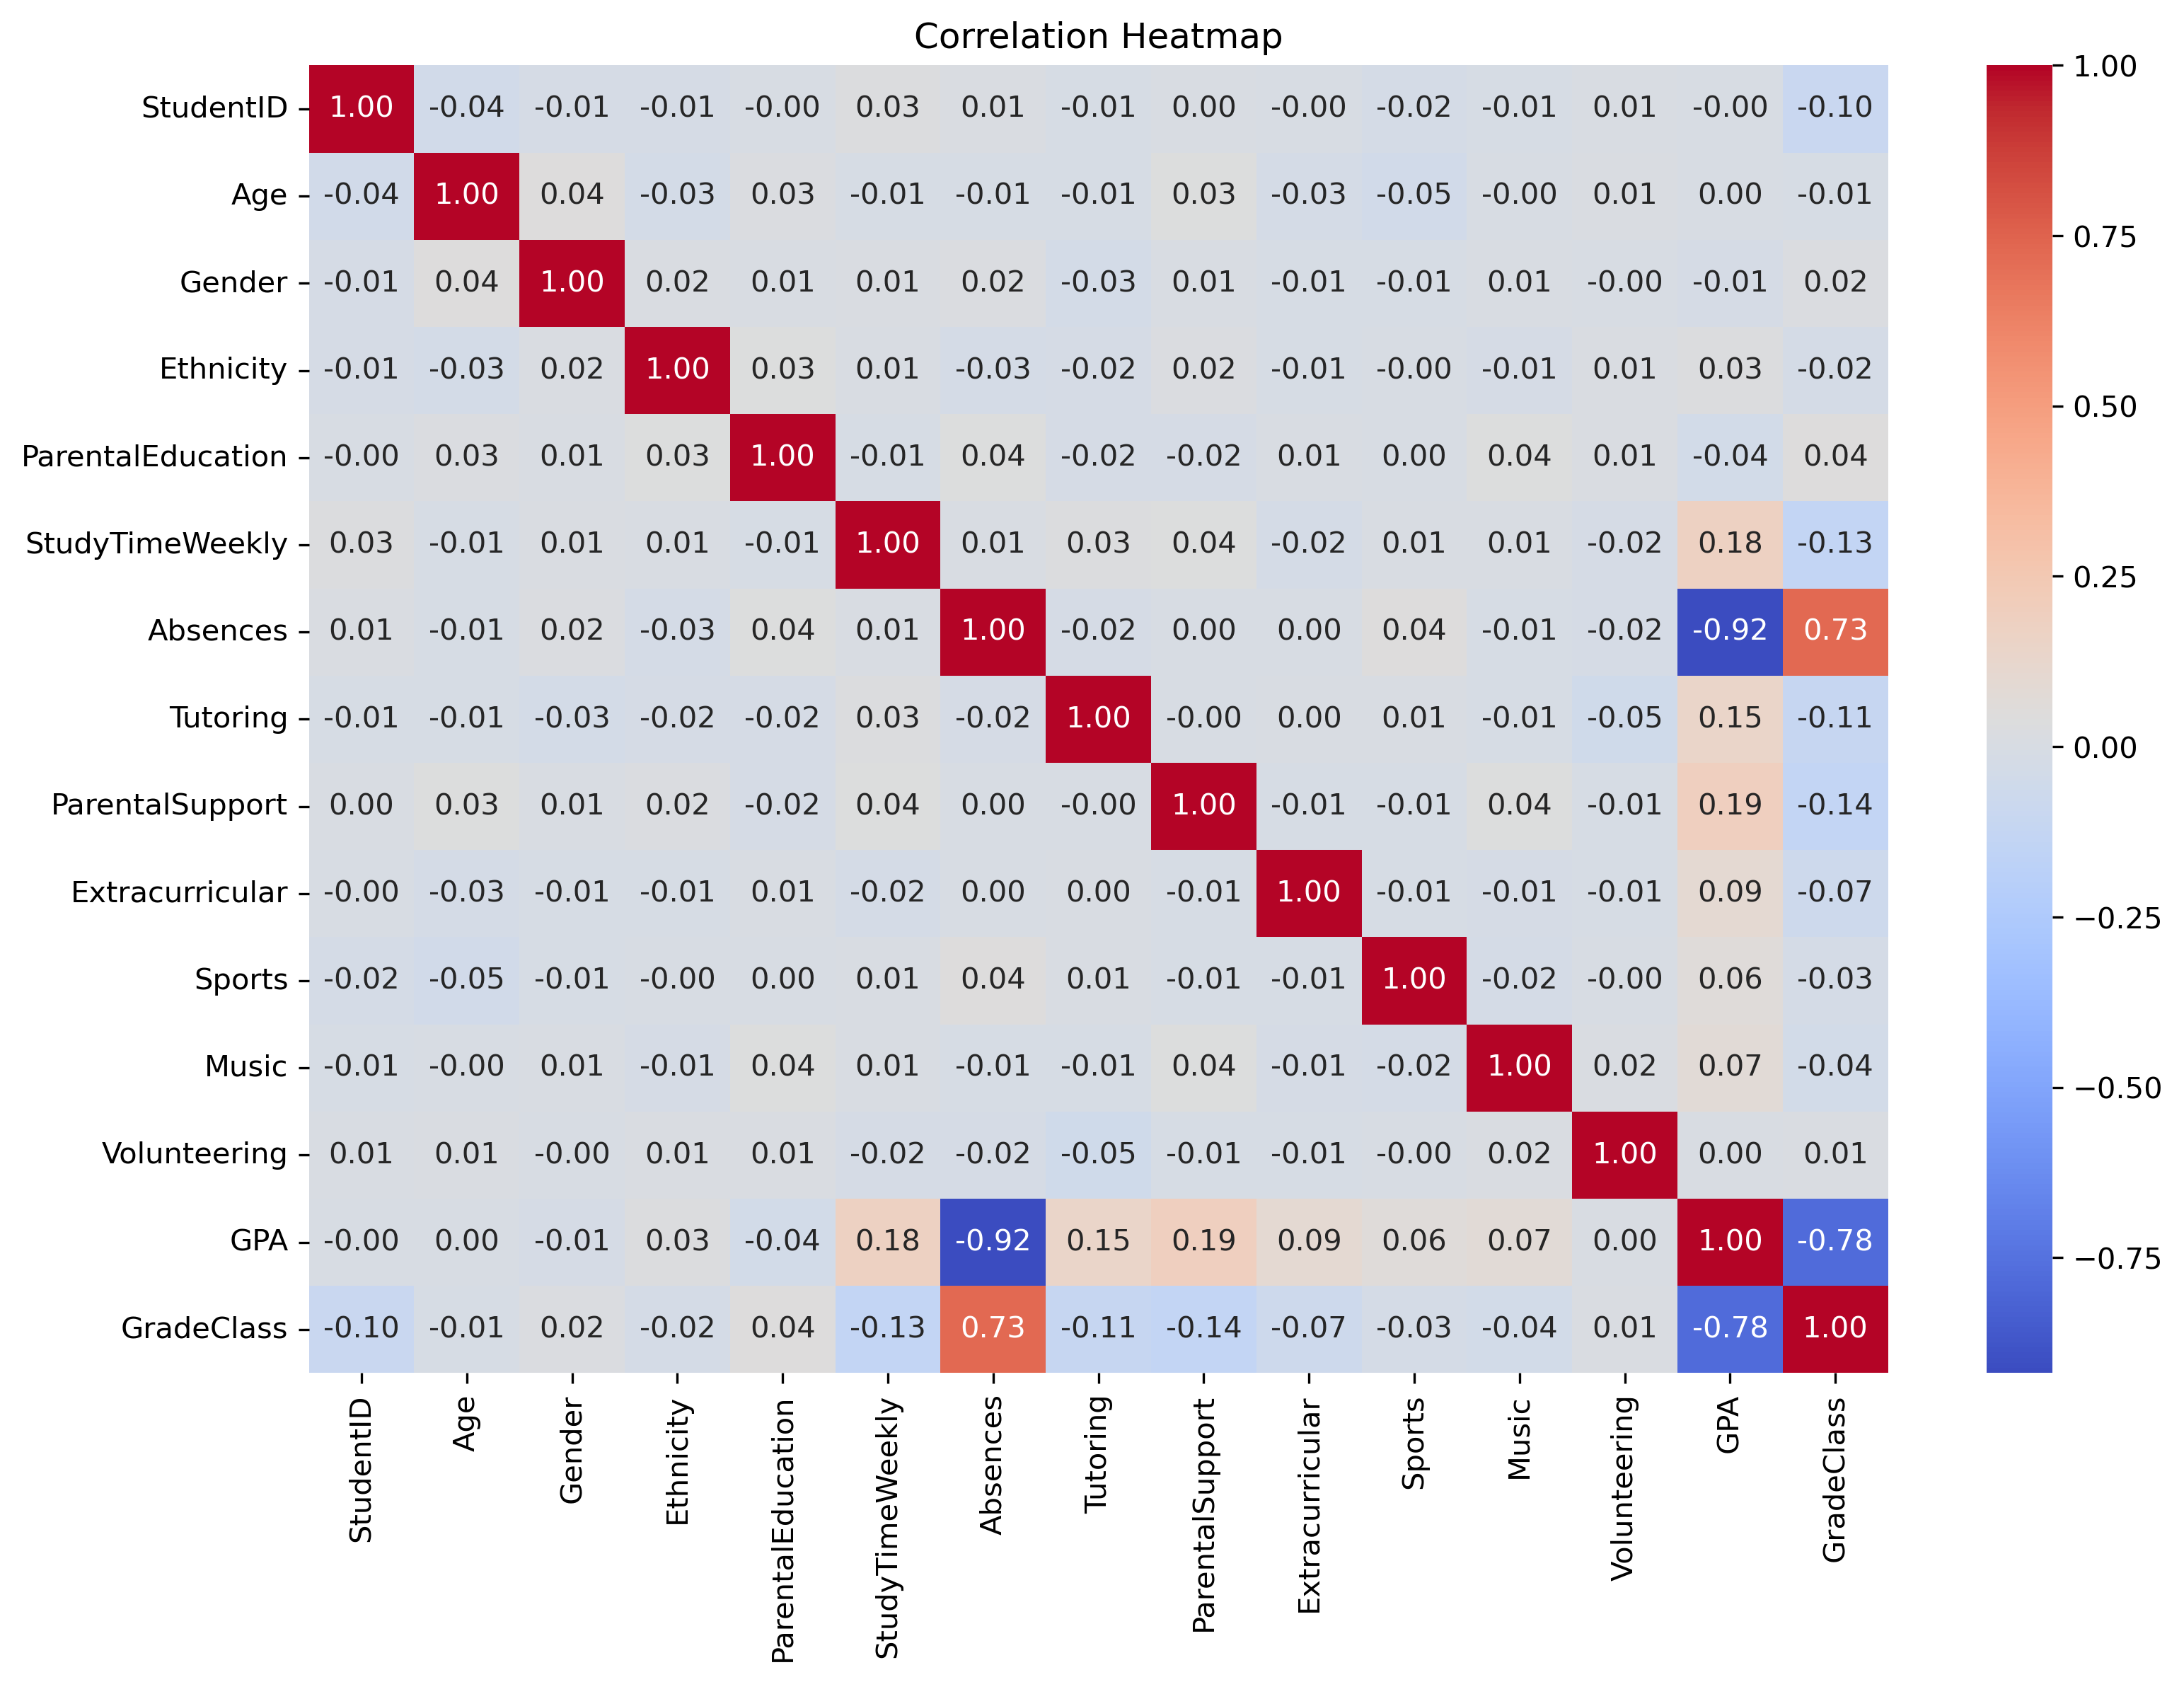 Correlation Heatmap
StudentID 1.00 -0.04 -0.01 -0.01 -0.00 0.03 0.01 -0.01 0.00 -0.00 -0.02 -0.01 0.01 -0.00 -0.10
Age -0.04 1.00 0.04 -0.03 0.03 -0.01 -0.01 -0.01 0.03 -0.03 -0.05 -0.00 0.01 0.00 -0.01
Gender -0.01 0.04 1.00 0.02 0.01 0.01 0.02 -0.03 0.01 -0.01 -0.01 0.01 -0.00 -0.01 0.02
Ethnicity -0.01 -0.03 0.02 1.00 0.03 0.01 -0.03 -0.02 0.02 -0.01 -0.00 -0.01 0.01 0.03 -0.02
ParentalEducation -0.00 0.03 0.01 0.03 1.00 -0.01 0.04 -0.02 -0.02 0.01 0.00 0.04 0.01 -0.04 0.04
StudyTimeWeekly 0.03 -0.01 0.01 0.01 -0.01 1.00 0.01 0.03 0.04 -0.02 0.01 0.01 -0.02 0.18 -0.13
Absences 0.01 -0.01 0.02 -0.03 0.04 0.01 1.00 -0.02 0.00 0.00 0.04 -0.01 -0.02 -0.92 0.73
Tutoring -0.01 -0.01 -0.03 -0.02 -0.02 0.03 -0.02 1.00 -0.00 0.00 0.01 -0.01 -0.05 0.15 -0.11
ParentalSupport 0.00 0.03 0.01 0.02 -0.02 0.04 0.00 -0.00 1.00 -0.01 -0.01 0.04 -0.01 0.19 -0.14
Extracurricular -0.00 -0.03 -0.01 -0.01 0.01 -0.02 0.00 0.00 -0.01 1.00 -0.01 -0.01 -0.01 0.09 -0.07
Sports -0.02 -0.05 -0.01 -0.00 0.00 0.01 0.04 0.01 -0.01 -0.01 1.00 -0.02 -0.00 0.06 -0.03
Music -0.01 -0.00 0.01 -0.01 0.04 0.01 -0.01 -0.01 0.04 -0.01 -0.02 1.00 0.02 0.07 -0.04
Volunteering 0.01 0.01 -0.00 0.01 0.01 -0.02 -0.02 -0.05 -0.01 -0.01 -0.00 0.02 1.00 0.00 0.01
GPA -0.00 0.00 -0.01 0.03 -0.04 0.18 -0.92 0.15 0.19 0.09 0.06 0.07 0.00 1.00 -0.78
GradeClass -0.10 -0.01 0.02 -0.02 0.04 -0.13 0.73 -0.11 -0.14 -0.07 -0.03 -0.04 0.01 -0.78 1.00
StudentID
Age
Gender
Ethnicity
ParentalEducation
StudyTimeWeekly
Absences
Tutoring
ParentalSupport
Extracurricular
Sports
Music
Volunteering
GPA
GradeClass
1.00
0.75
0.50
0.25
0.00
−0.25
−0.50
−0.75